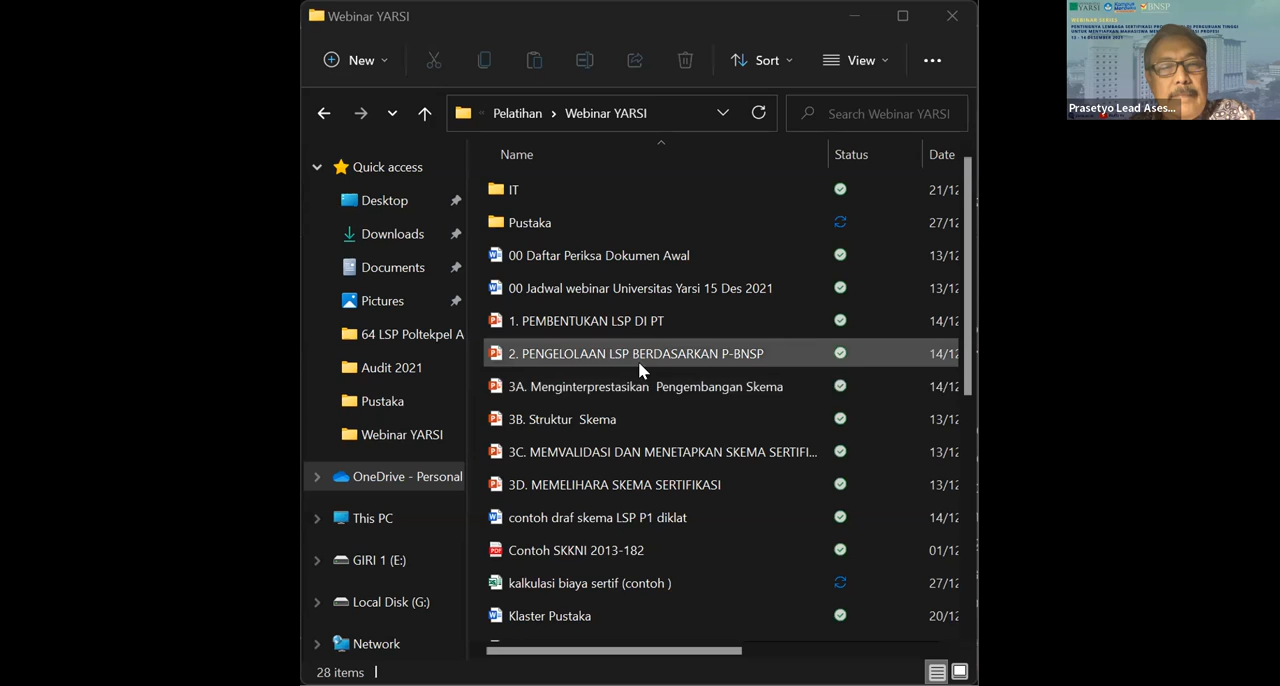 Webinar YARSI
New
Sort
View
Pelatihan
Webinar YARSI
Search Webinar YARSI
Quick access
Desktop
Downloads
Documents
Pictures
64 LSP Poltekpel A
Audit 2021
Pustaka
Webinar YARSI
OneDrive - Personal
This PC
GIRI 1 (E:)
Local Disk (G:)
Network
Name Status Date
IT 21/12
Pustaka 27/12
00 Daftar Periksa Dokumen Awal 13/12
00 Jadwal webinar Universitas Yarsi 15 Des 2021 13/12
1. PEMBENTUKAN LSP DI PT 14/12
2. PENGELOLAAN LSP BERDASARKAN P-BNSP 14/12
3A. Menginterprestasikan  Pengembangan Skema 14/12
3B. Struktur  Skema 13/12
3C. MEMVALIDASI DAN MENETAPKAN SKEMA SERTIFI... 13/12
3D. MEMELIHARA SKEMA SERTIFIKASI 13/12
contoh draf skema LSP P1 diklat 14/12
Contoh SKKNI 2013-182 01/12
kalkulasi biaya sertif (contoh ) 27/12
Klaster Pustaka 20/12
28 items
YARSI
BNSP
WEBINAR SERIES
13 - 14 DESEMBER 2021
Prasetyo Lead Ases...